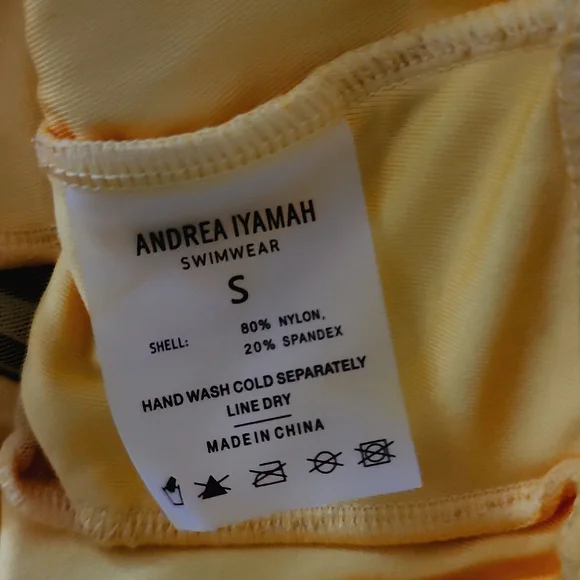 ANDREA IYAMAH
SWIMWEAR
S
SHELL: 80% NYLON,
20% SPANDEX
HAND WASH COLD SEPARATELY
LINE DRY
MADE IN CHINA